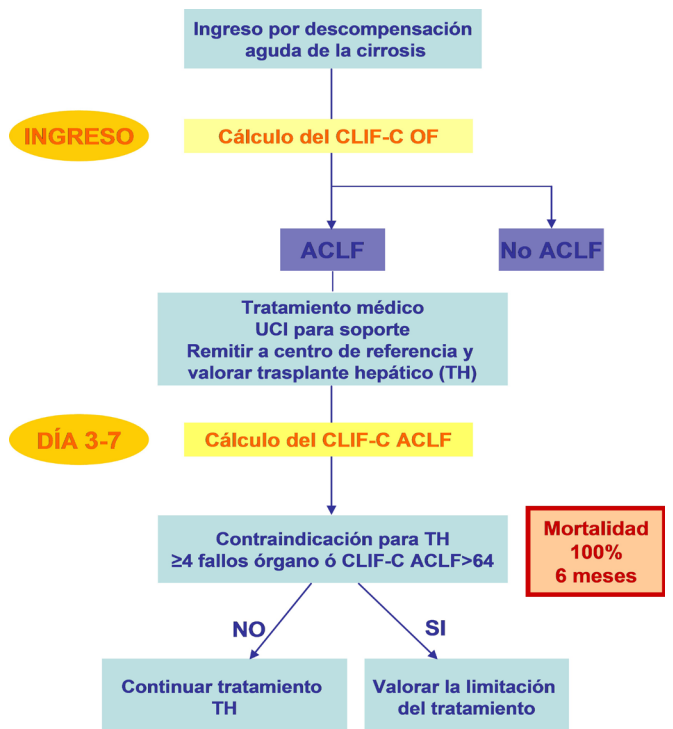 Ingreso por descompensación
aguda de la cirrosis
INGRESO
Cálculo del CLIF-C OF
ACLF
No ACLF
Tratamiento médico
UCI para soporte
Remitir a centro de referencia y
valorar trasplante hepático (TH)
DÍA 3-7
Cálculo del CLIF-C ACLF
Contraindicación para TH
≥4 fallos órgano ó CLIF-C ACLF>64
Mortalidad
100%
6 meses
NO
SI
Continuar tratamiento
TH
Valorar la limitación
del tratamiento